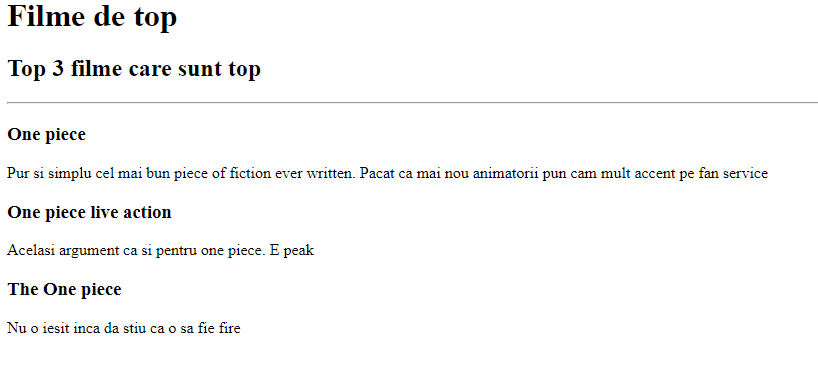 Filme de top
Top 3 filme care sunt top
One piece
Pur si simplu cel mai bun piece of fiction ever written. Pacat ca mai nou animatorii pun cam mult accent pe fan service
One piece live action
Acelasi argument ca si pentru one piece. E peak
The One piece
Nu o iesit inca da stiu ca o sa fie fire